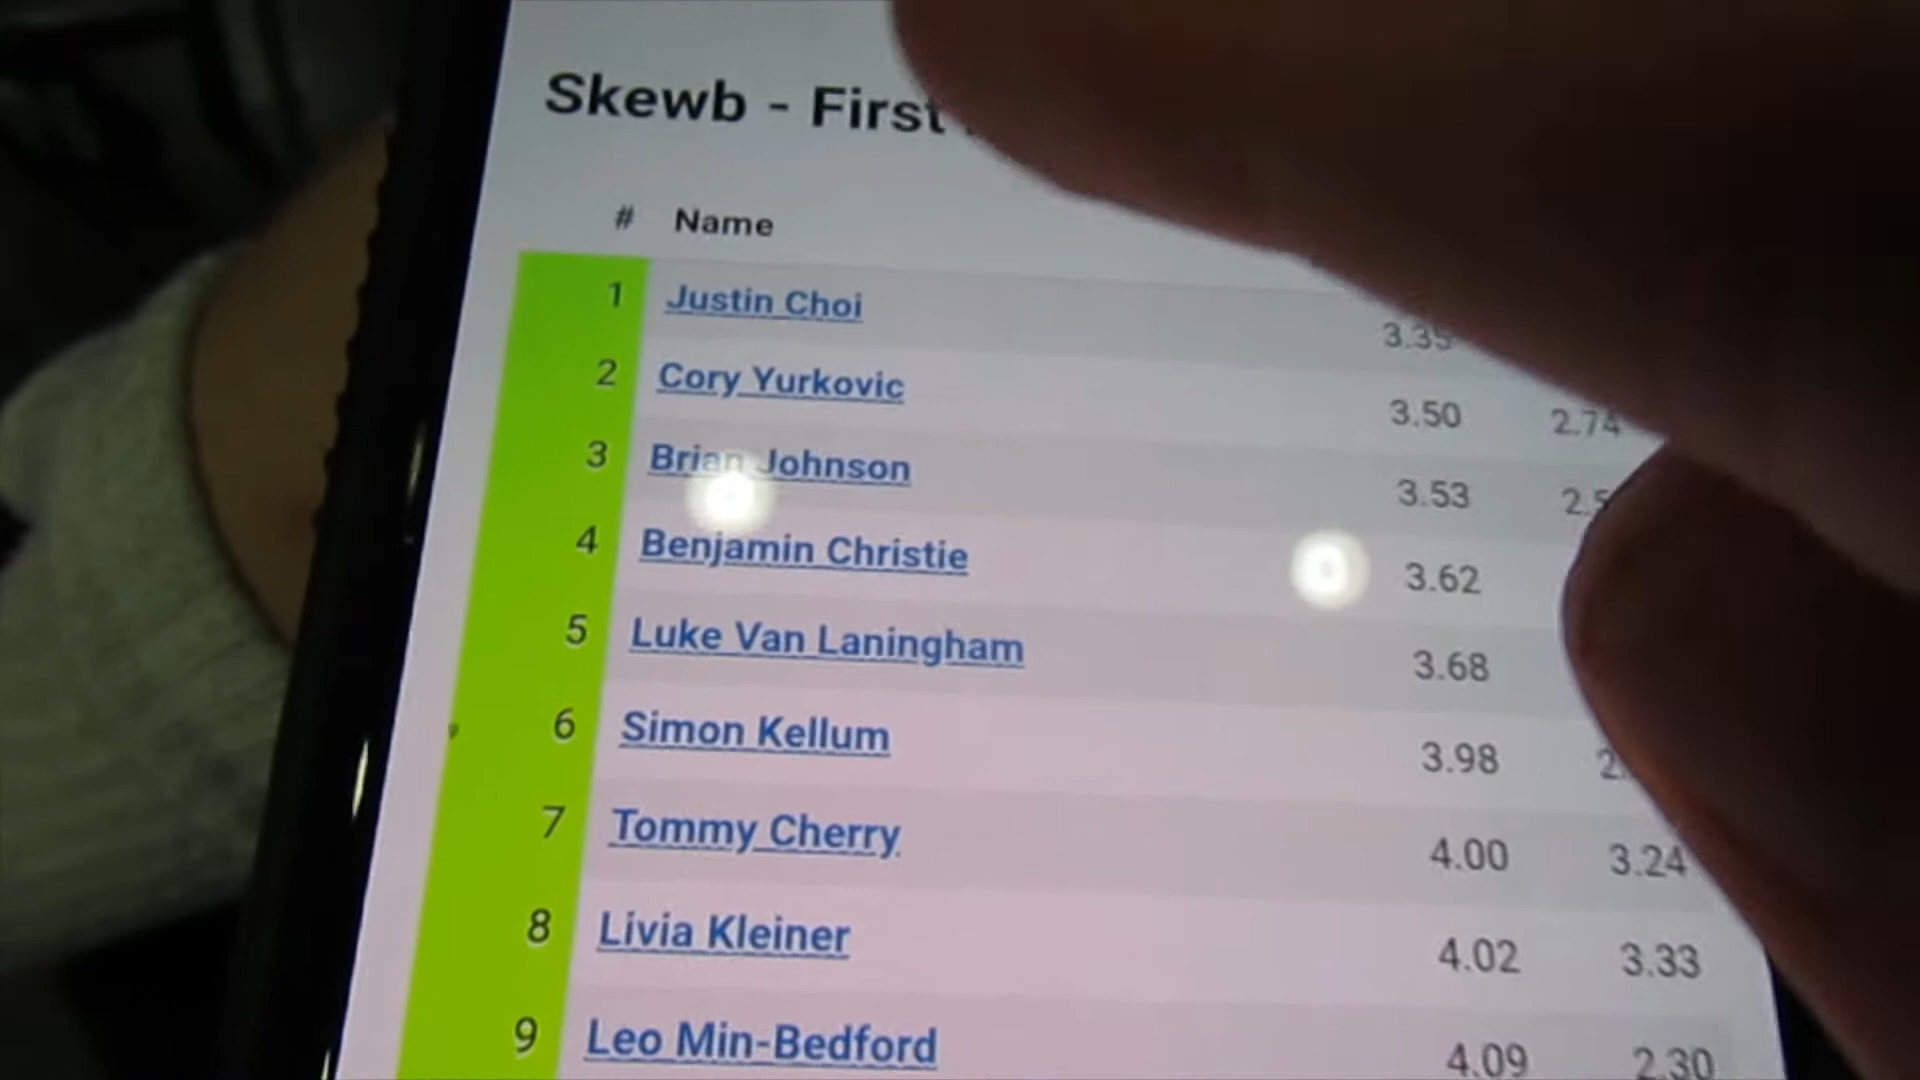 Skewb - First
# Name
1 Justin Choi 3.35
2 Cory Yurkovic 3.50 2.74
3 Brian Johnson 3.53
4 Benjamin Christie 3.62
5 Luke Van Laningham 3.68
6 Simon Kellum 3.98
7 Tommy Cherry 4.00 3.24
8 Livia Kleiner 4.02 3.33
9 Leo Min-Bedford 4.09 2.30